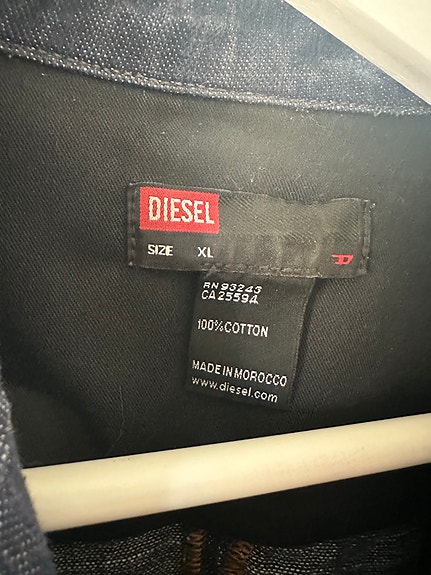 DIESEL
SIZE XL
RN 93243
CA 25594
100% COTTON
MADE IN MOROCCO
www.diesel.com